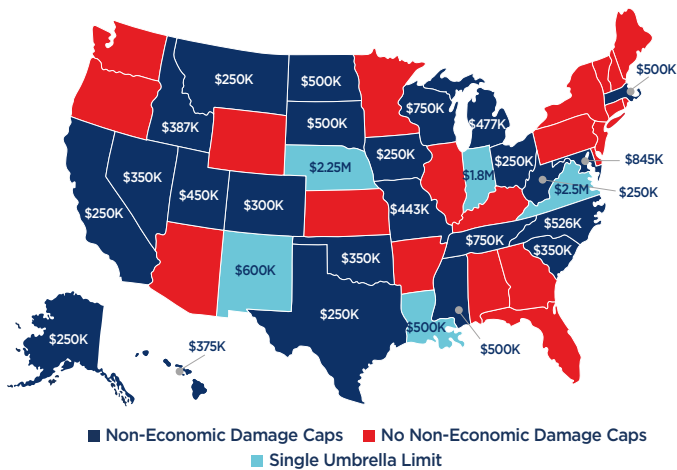 $500K
$250K
$500K
$750K
$387K
$500K
$477K
$250K
$250K
$845K
$2.25M
$1.8M
$350K
$450K
$2.5M
$250K
$300K
$443K
$250K
$526K
$750K
$350K
$350K
$600K
$250K
$500K
$250K
$375K
$500K
Non-Economic Damage Caps
No Non-Economic Damage Caps
Single Umbrella Limit